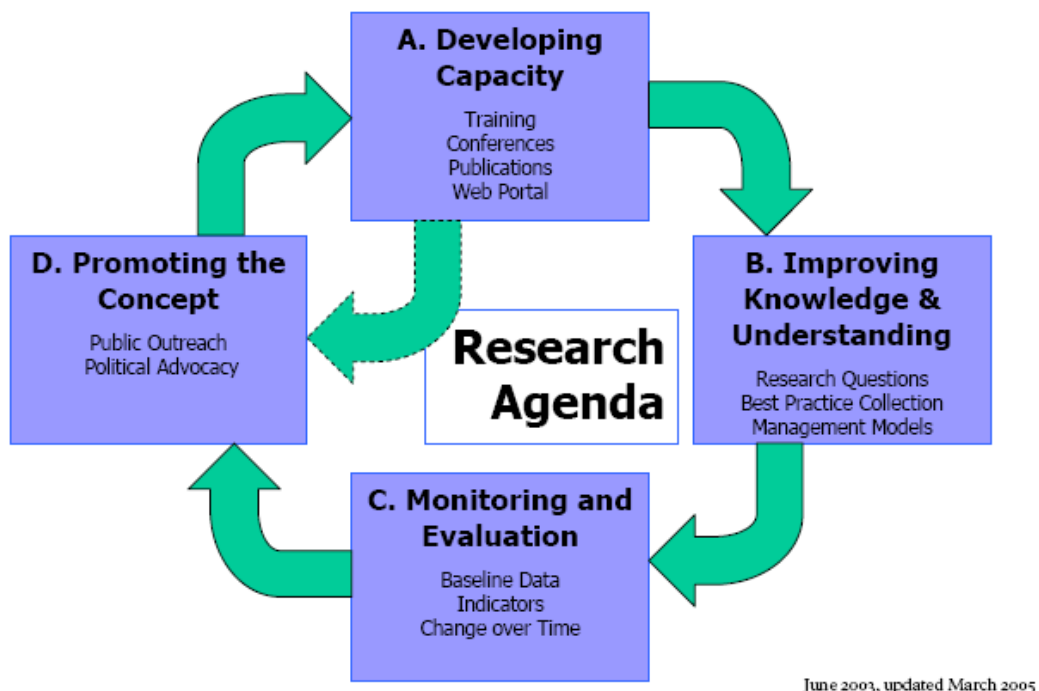 A. Developing
Capacity
Training
Conferences
Publications
Web Portal
D. Promoting the
Concept
Public Outreach
Political Advocacy
B. Improving
Knowledge &
Understanding
Research Questions
Best Practice Collection
Management Models
Research
Agenda
C. Monitoring and
Evaluation
Baseline Data
Indicators
Change over Time
June 2003, updated March 2005